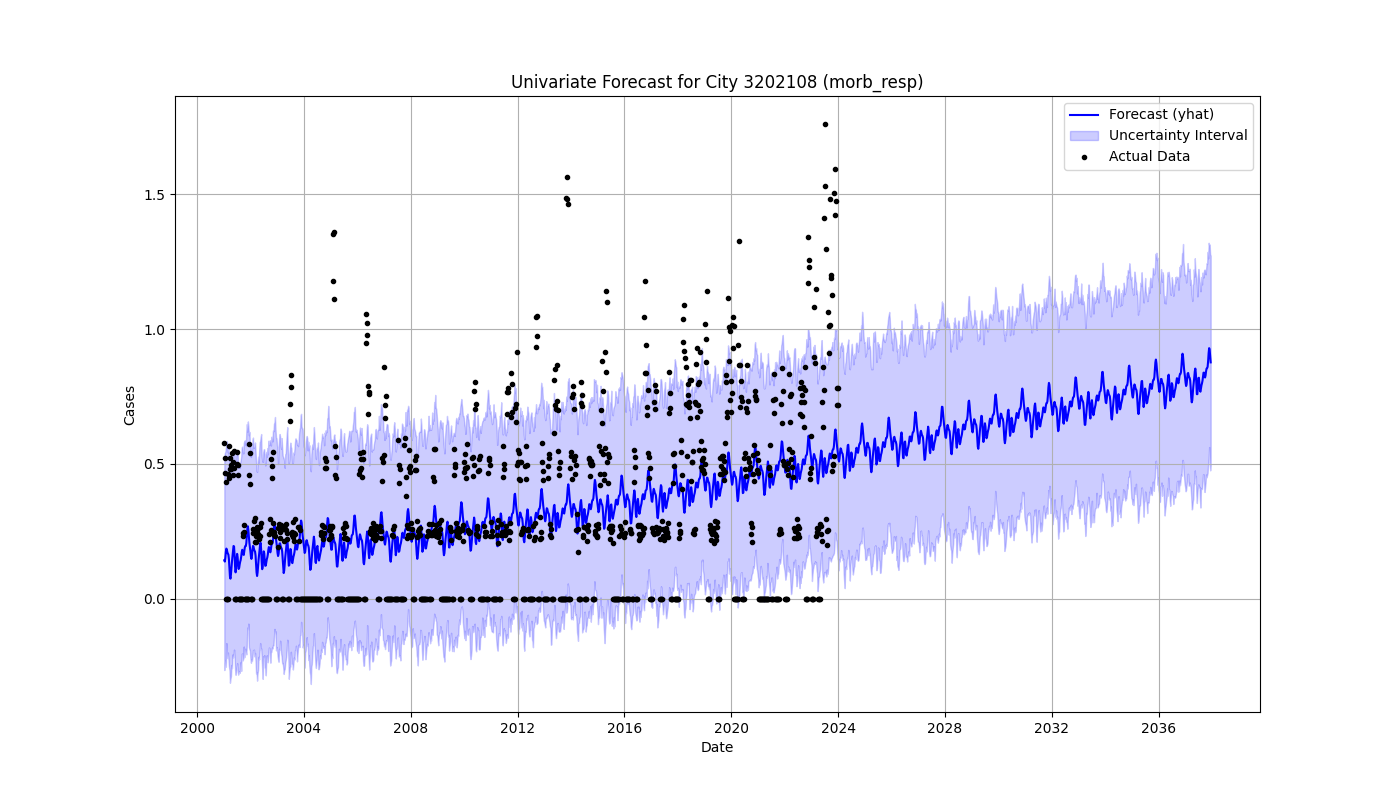 Univariate Forecast for City 3202108 (morb_resp)
Forecast (yhat)
Uncertainty Interval
Actual Data
1.5
1.0
0.5
0.0
Cases
2000 2004 2008 2012 2016 2020 2024 2028 2032 2036
Date